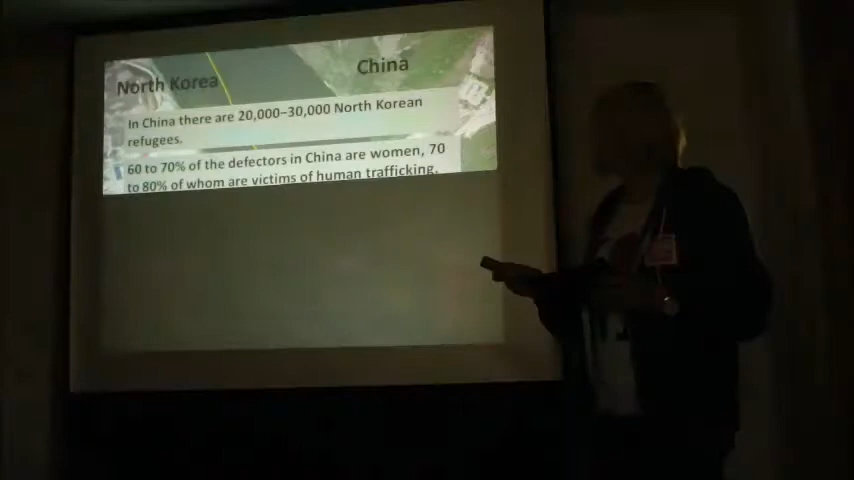 North Korea
China
In China there are 20,000–30,000 North Korean
refugees.
60 to 70% of the defectors in China are women, 70
to 80% of whom are victims of human trafficking.